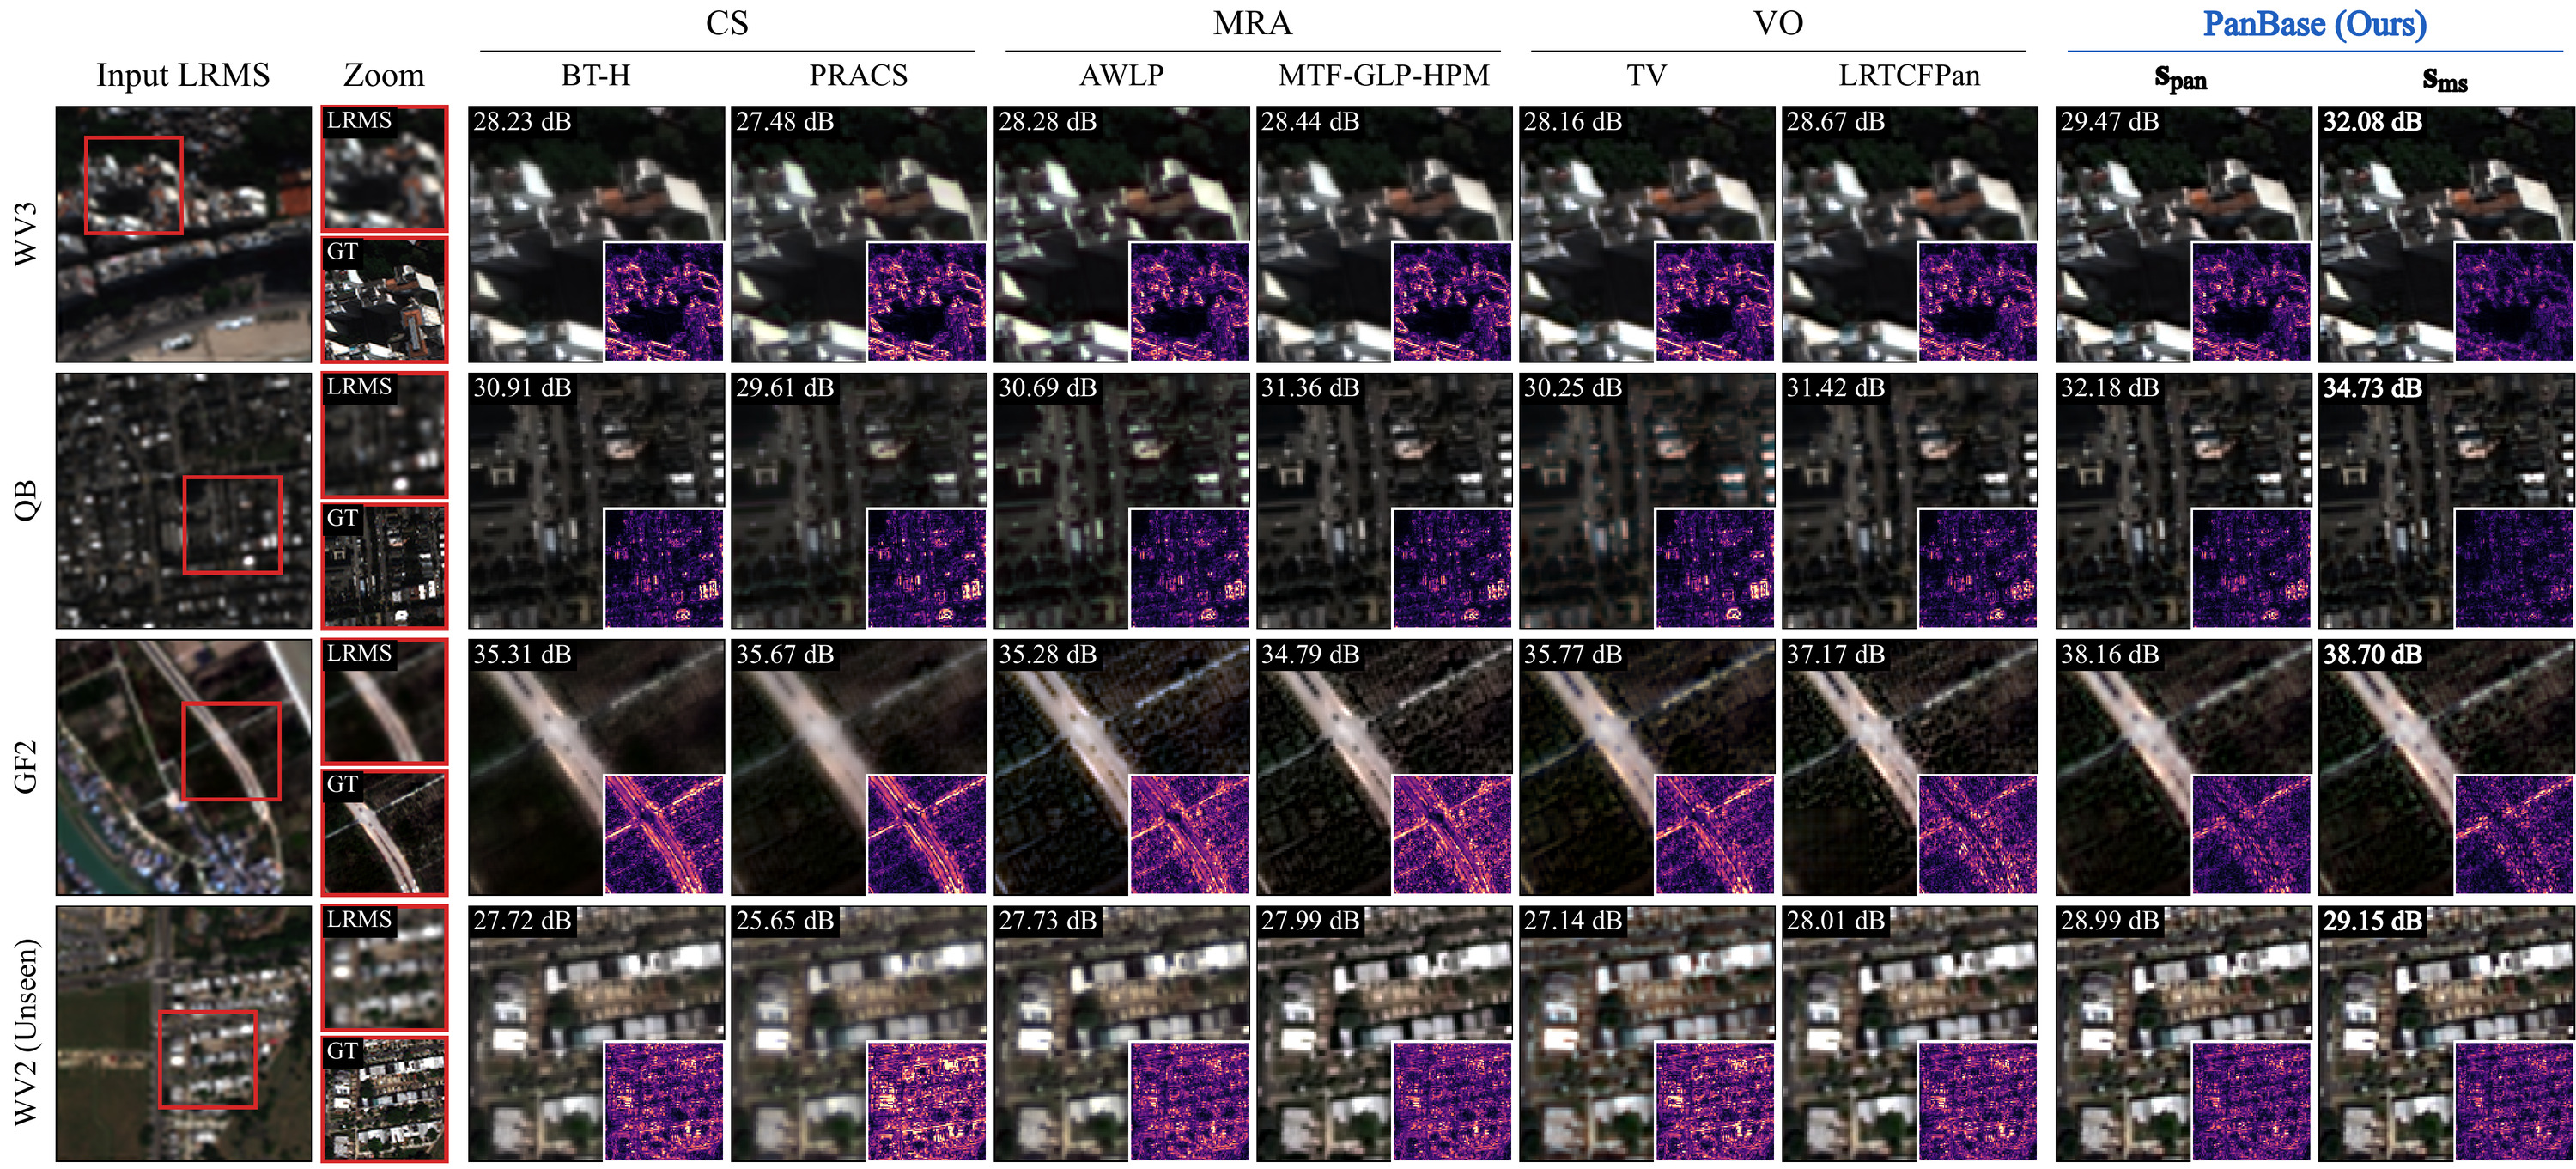 CS MRA VO PanBase (Ours)
Input LRMS Zoom BT-H PRACS AWLP MTF-GLP-HPM TV LRTCFPan Span Sms
WV3
LRMS 28.23 dB 27.48 dB 28.28 dB 28.44 dB 28.16 dB 28.67 dB 29.47 dB 32.08 dB
GT
QB
LRMS 30.91 dB 29.61 dB 30.69 dB 31.36 dB 30.25 dB 31.42 dB 32.18 dB 34.73 dB
GT
GF2
LRMS 35.31 dB 35.67 dB 35.28 dB 34.79 dB 35.77 dB 37.17 dB 38.16 dB 38.70 dB
GT
WV2 (Unseen)
LRMS 27.72 dB 25.65 dB 27.73 dB 27.99 dB 27.14 dB 28.01 dB 28.99 dB 29.15 dB
GT